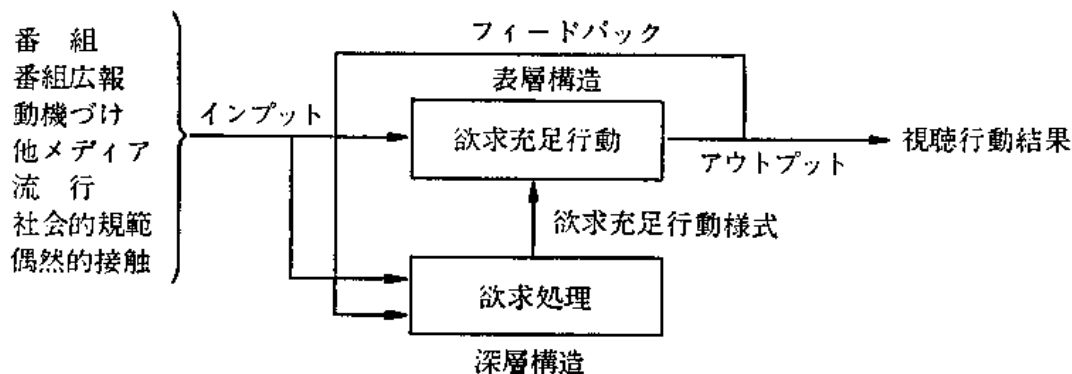 番 組
番組広報
動機づけ
他メディア
流 行
社会的規範
偶然的接触
インプット
フィードバック
表層構造
欲求充足行動
アウトプット
視聴行動結果
欲求充足行動様式
欲求処理
深層構造